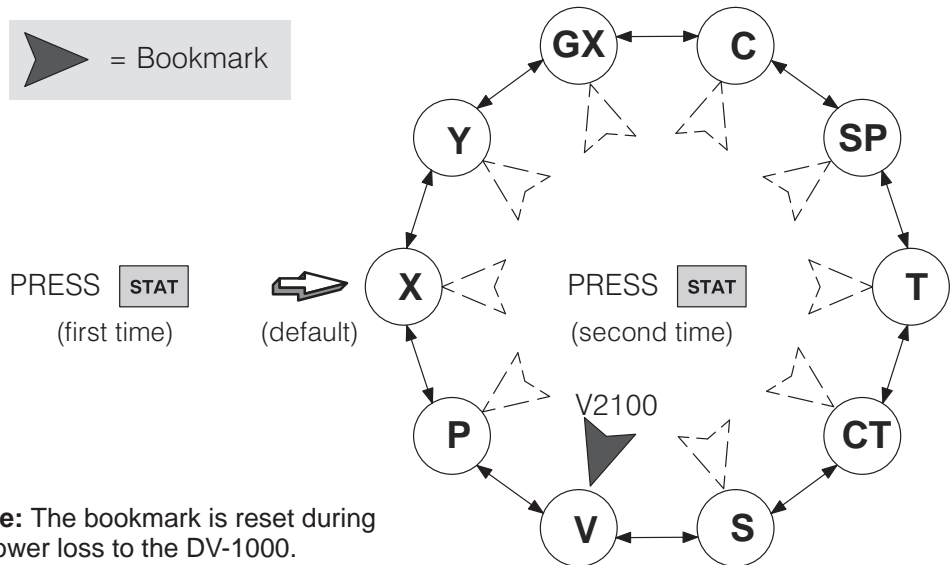 = Bookmark
GX
C
Y
SP
PRESS STAT
(first time)
(default)
X
PRESS STAT
(second time)
T
P
V2100
CT
V
S
e: The bookmark is reset during
ower loss to the DV-1000.